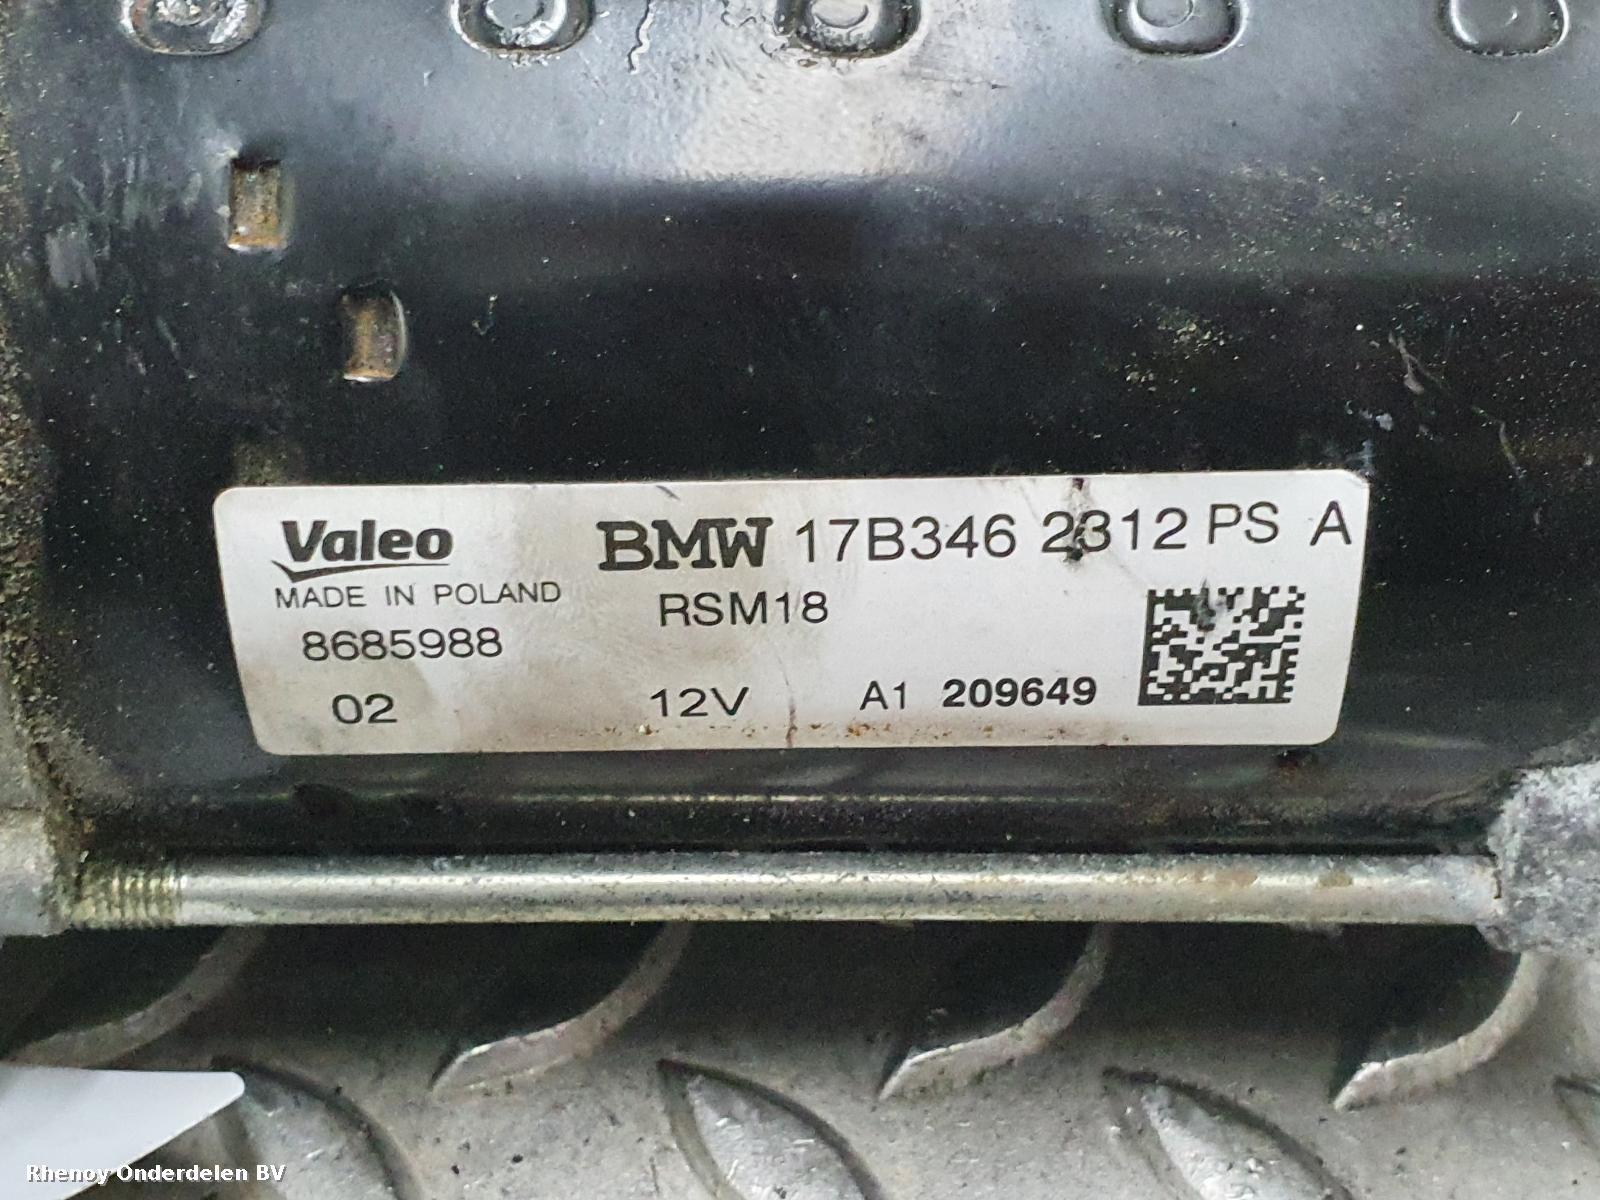 Valeo BMW 17B346 2312 PS A
MADE IN POLAND RSM18
8685988
02 12V A1 209649
Rhenoy Onderdelen BV